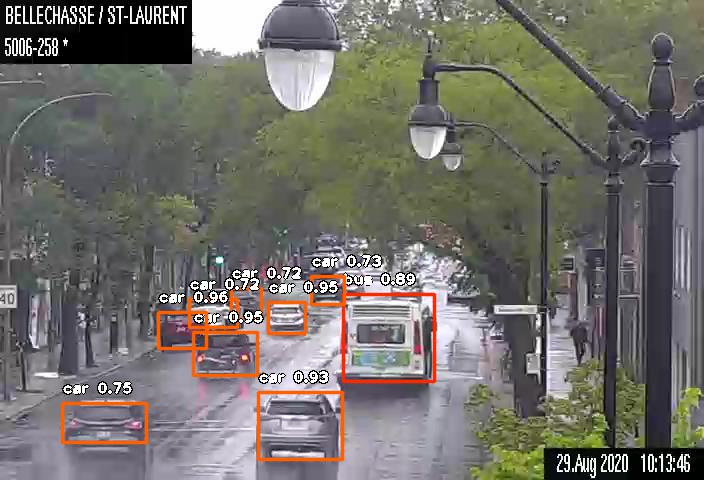 BELLECHASSE / ST-LAURENT
5006-258 *
40
car 0.73
car 0.72
bus 0.89
car 0.72
car 0.95
car 0.96
car 0.95
car 0.93
car 0.75
29.Aug 2020 10:13:46